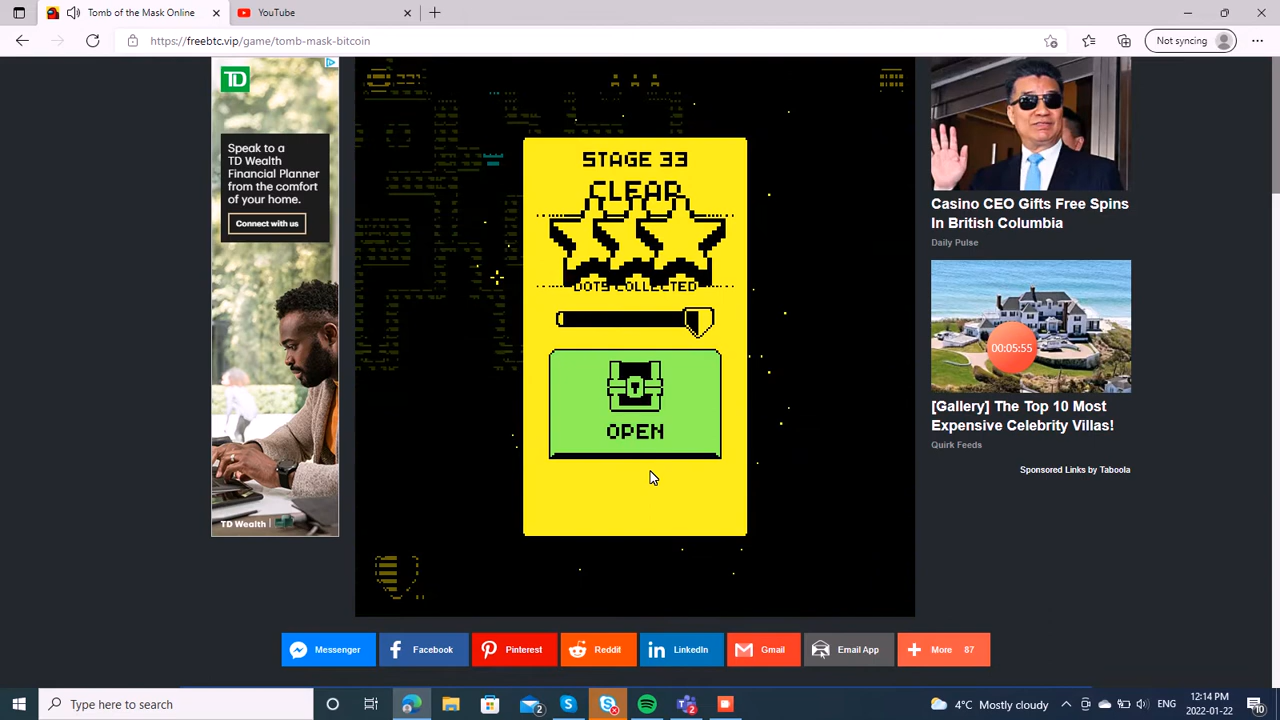 Tomb of the Mask Online
YouTube
https://freebtc.vip/game/tomb-mask-bitcoin
Not syncing
TD
Speak to a
TD Wealth
Financial Planner
from the comfort
of your home.
Connect with us
TD Wealth
STAGE 33
CLEAR
DOTS COLLECTED
OPEN
Casino CEO Gifts Free Spins
In British Columbia
Daily Pulse
00:05:55
[Gallery] The Top 10 Most
Expensive Celebrity Villas!
Quirk Feeds
Sponsored Links by Taboola
Messenger
Facebook
Pinterest
Reddit
LinkedIn
Gmail
Email App
More 87
Type here to search
2
2
4°C Mostly cloudy
ENG
2:14 PM
2022-01-22
10